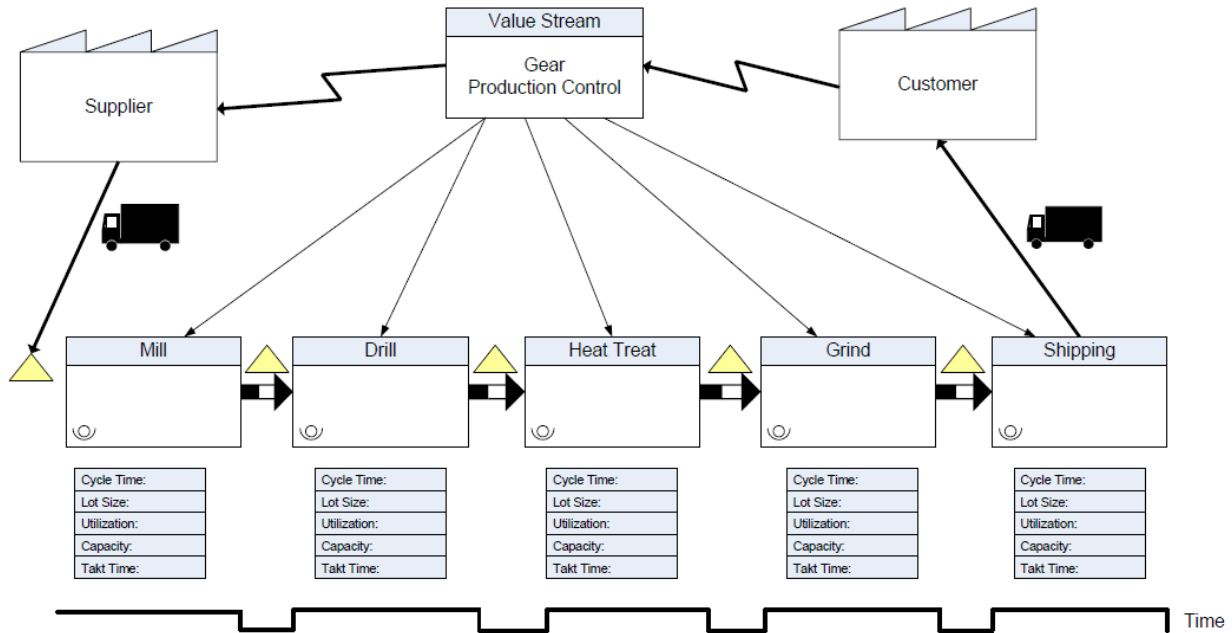 Value Stream
Gear
Production Control
Supplier
Customer
Mill
Drill
Heat Treat
Grind
Shipping
Cycle Time:
Lot Size:
Utilization:
Capacity:
Takt Time:
Cycle Time:
Lot Size:
Utilization:
Capacity:
Takt Time:
Cycle Time:
Lot Size:
Utilization:
Capacity:
Takt Time:
Cycle Time:
Lot Size:
Utilization:
Capacity:
Takt Time:
Cycle Time:
Lot Size:
Utilization:
Capacity:
Takt Time:
Time